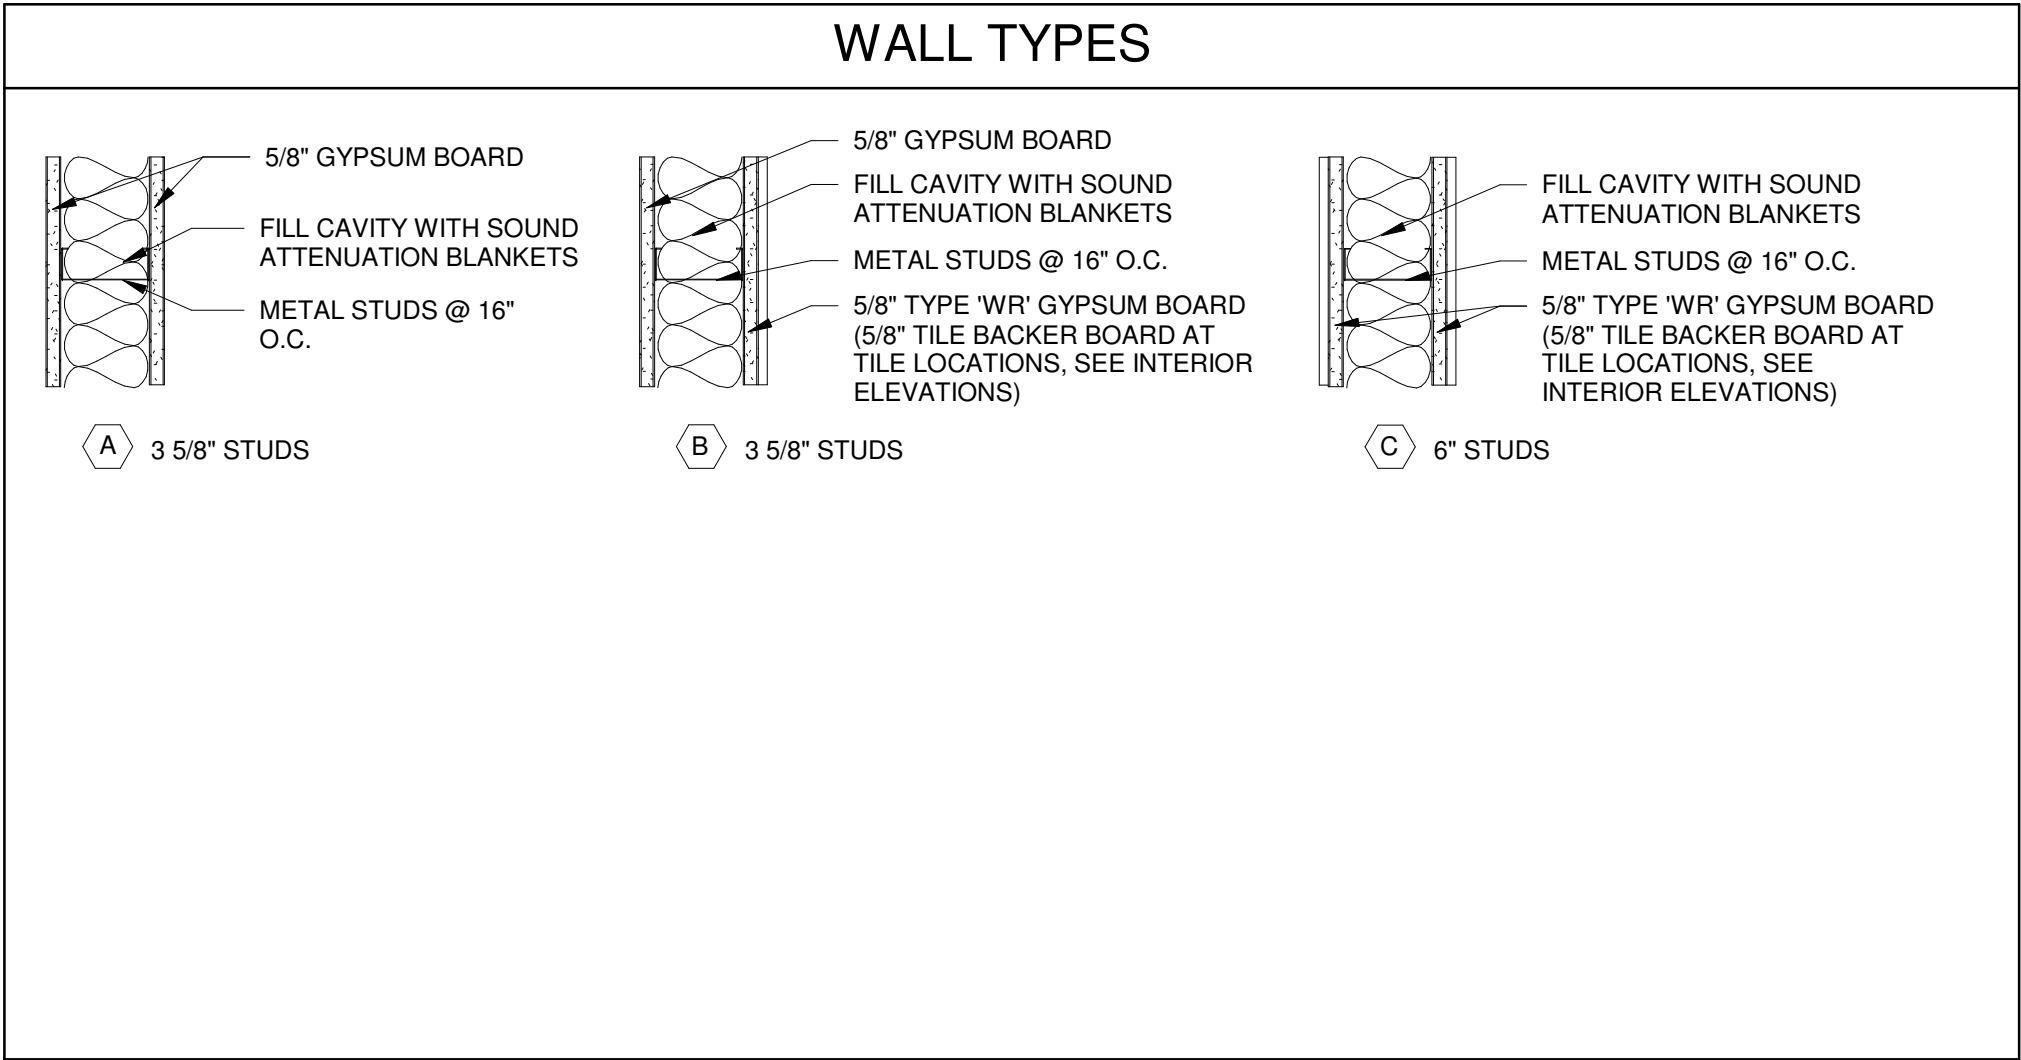 WALL TYPES
5/8" GYPSUM BOARD
FILL CAVITY WITH SOUND
ATTENUATION BLANKETS
METAL STUDS @ 16"
O.C.
A
3 5/8" STUDS
5/8" GYPSUM BOARD
FILL CAVITY WITH SOUND
ATTENUATION BLANKETS
METAL STUDS @ 16" O.C.
5/8" TYPE 'WR' GYPSUM BOARD
(5/8" TILE BACKER BOARD AT
TILE LOCATIONS, SEE INTERIOR
ELEVATIONS)
B
3 5/8" STUDS
FILL CAVITY WITH SOUND
ATTENUATION BLANKETS
METAL STUDS @ 16" O.C.
5/8" TYPE 'WR' GYPSUM BOARD
(5/8" TILE BACKER BOARD AT
TILE LOCATIONS, SEE
INTERIOR ELEVATIONS)
C
6" STUDS